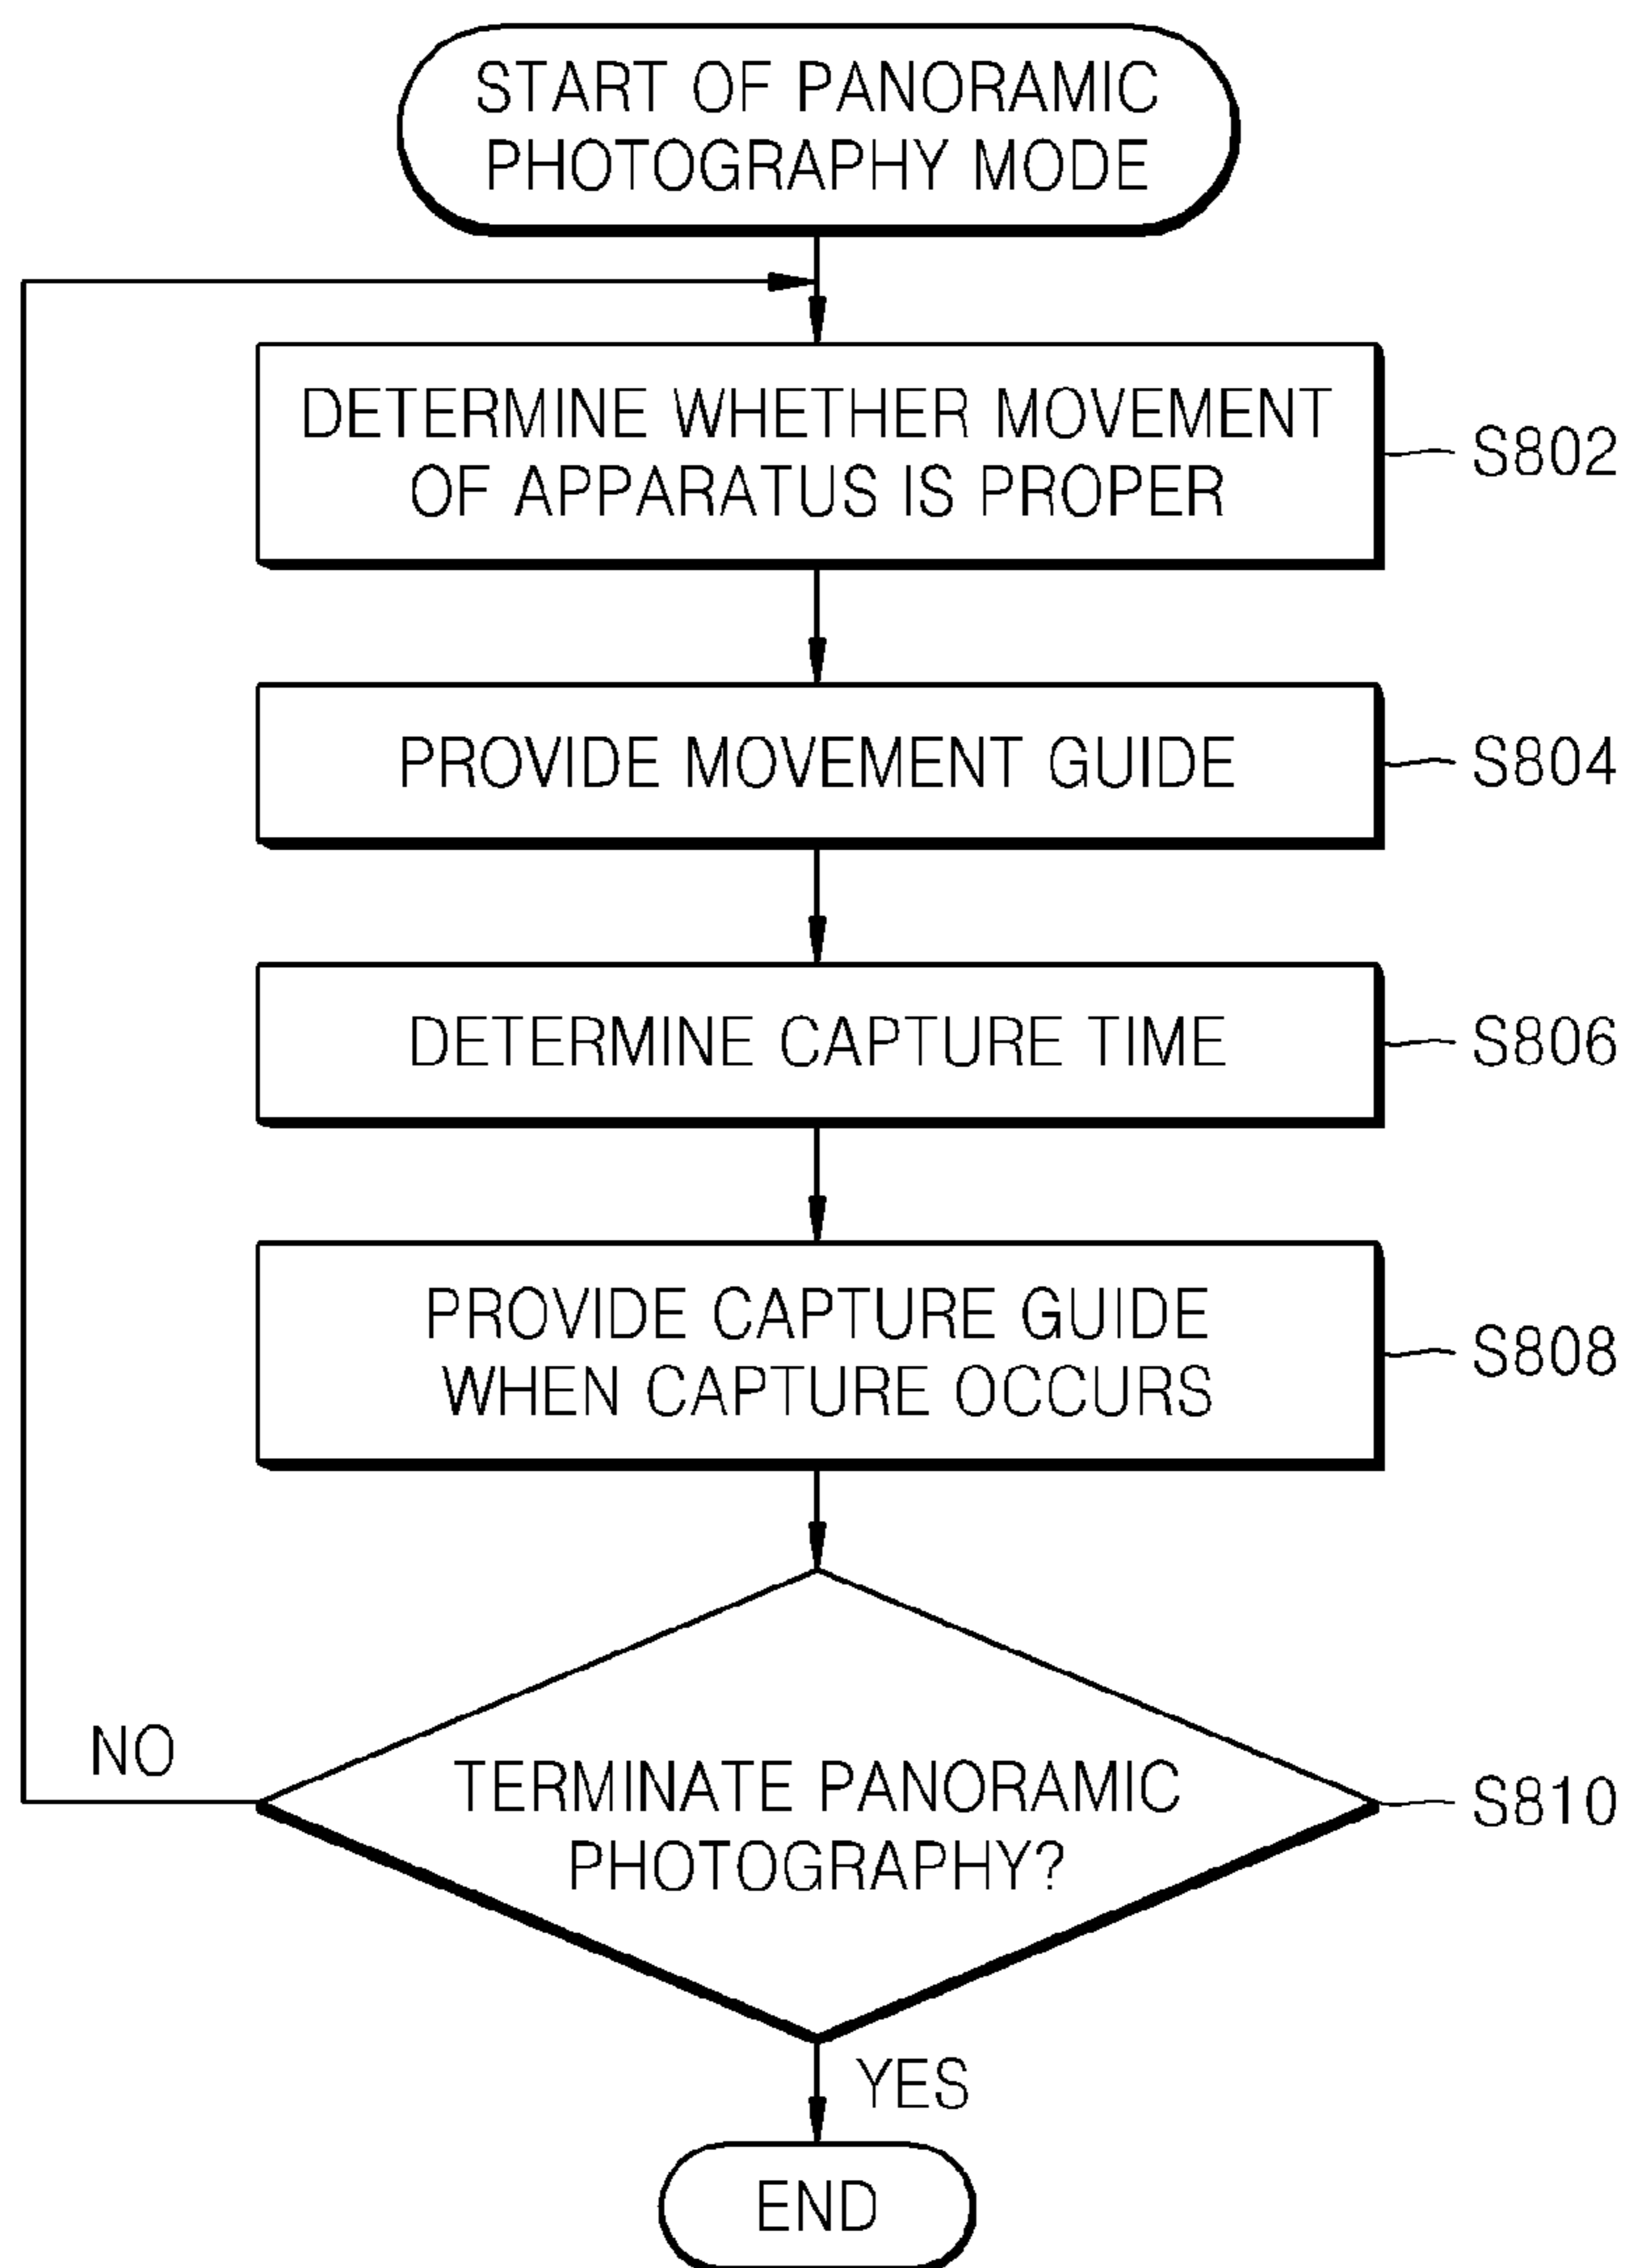 START OF PANORAMIC
PHOTOGRAPHY MODE
DETERMINE WHETHER MOVEMENT
OF APPARATUS IS PROPER
S802
PROVIDE MOVEMENT GUIDE
S804
DETERMINE CAPTURE TIME
S806
PROVIDE CAPTURE GUIDE
WHEN CAPTURE OCCURS
S808
NO
TERMINATE PANORAMIC
PHOTOGRAPHY?
S810
YES
END